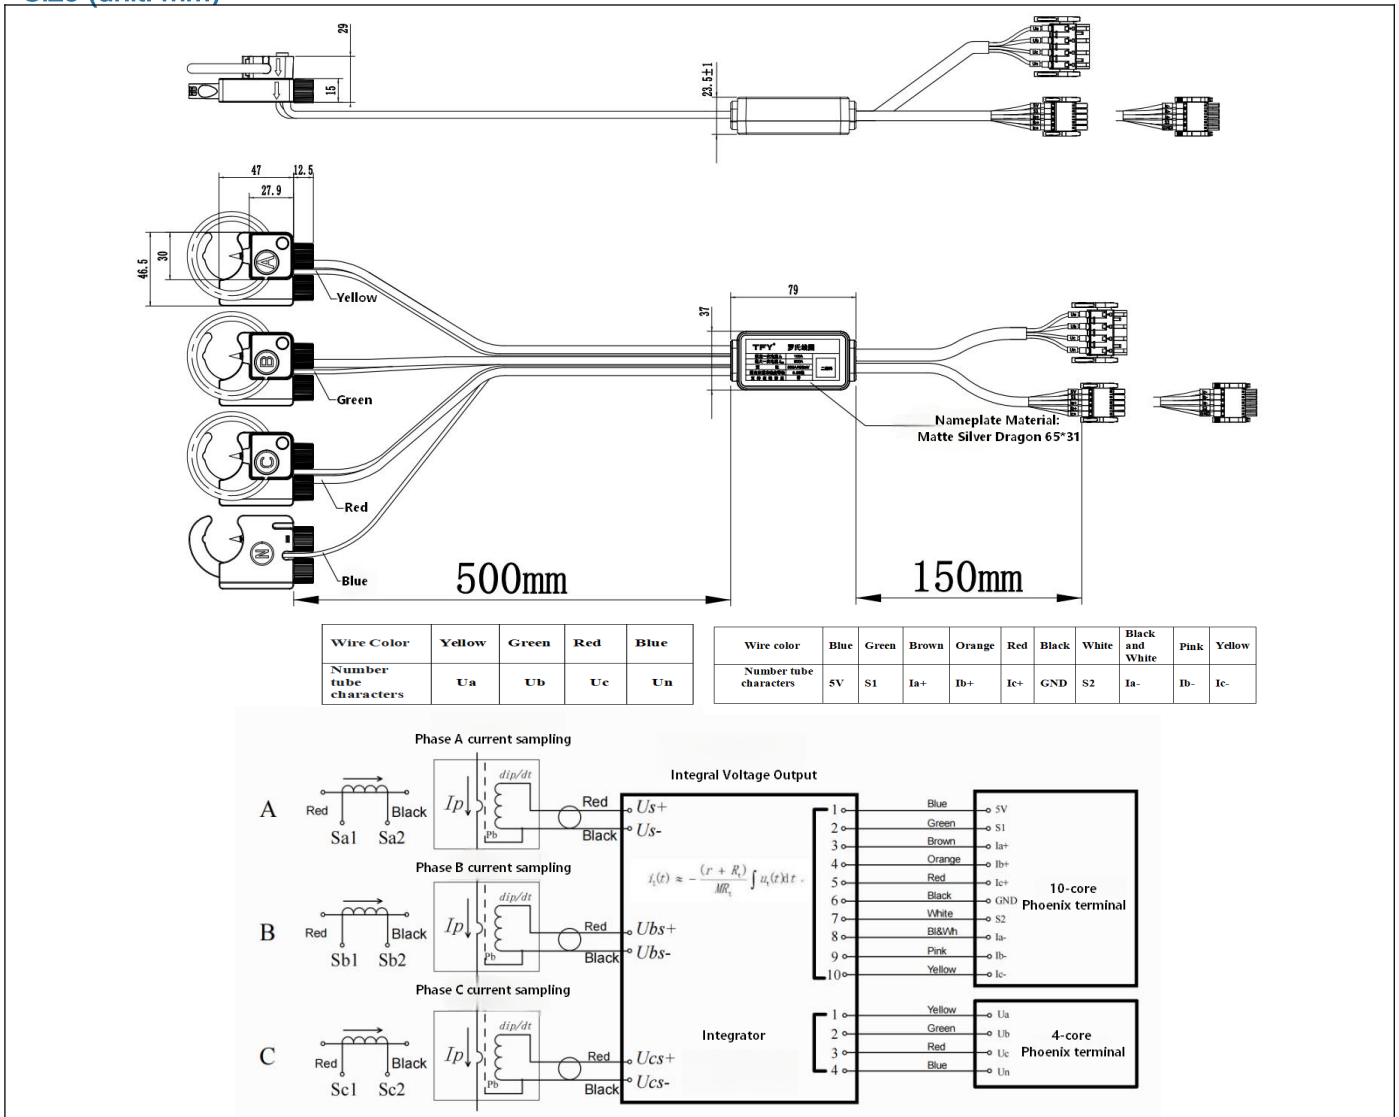 Size (unit: mm)
29
15
23.5±1
47
12.5
27.9
46.5
30
A
Yellow
B
Green
C
Red
N
Blue
79
37
TFY
罗氏线圈
Nameplate Material:
Matte Silver Dragon 65*31
500mm
150mm
Wire Color Yellow Green Red Blue
Number tube characters Ua Ub Uc Un
Wire color Blue Green Brown Orange Red Black White Black and White Pink Yellow
Number tube characters 5V S1 Ia+ Ib+ Ic+ GND S2 Ia- Ib- Ic-
Phase A current sampling
A
Red
Black
Sa1
Sa2
Ip
dip/dt
Pb
Red
Black
Us+
Us-
Phase B current sampling
B
Red
Black
Sb1
Sb2
Ip
dip/dt
Pb
Red
Black
Ubs+
Ubs-
Phase C current sampling
C
Red
Black
Sc1
Sc2
Ip
dip/dt
Pb
Red
Black
Ucs+
Ucs-
Integral Voltage Output
Integrator
1 Blue 5V
2 Green S1
3 Brown Ia+
4 Orange Ib+
5 Red Ic+
6 Black GND
7 White S2
8 Bl&Wh Ia-
9 Pink Ib-
10 Yellow Ic-
10-core
Phoenix terminal
1 Yellow Ua
2 Green Ub
3 Red Uc
4 Blue Un
4-core
Phoenix terminal